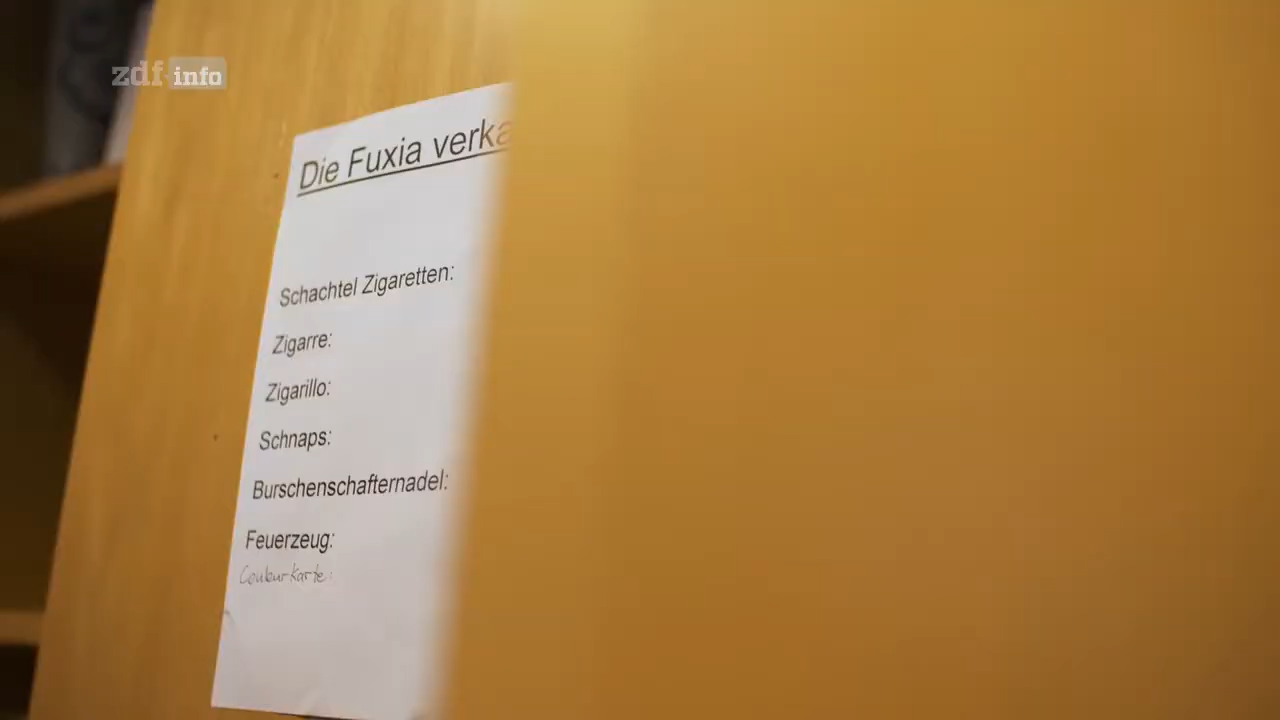 zdf info
Die Fuxia verka
Schachtel Zigaretten:
Zigarre:
Zigarillo:
Schnaps:
Burschenschafternadel:
Feuerzeug:
Couleurkarte: